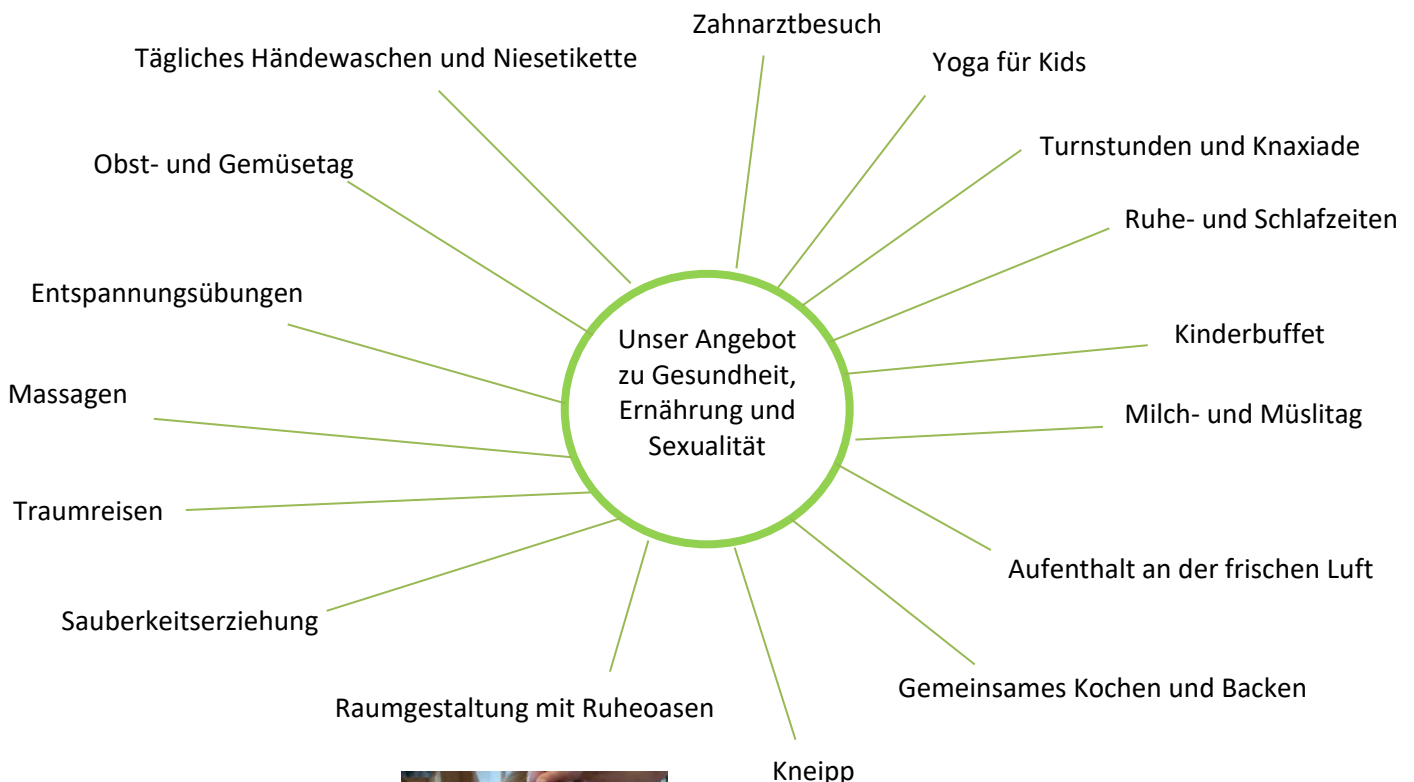 Zahnarztbesuch
Tägliches Händewaschen und Niesetikette
Yoga für Kids
Turnstunden und Knaxiade
Obst- und Gemüsetag
Ruhe- und Schlafzeiten
Entspannungsübungen
Unser Angebot
zu Gesundheit,
Ernährung und
Sexualität
Kinderbuffet
Massagen
Milch- und Müslitag
Traumreisen
Aufenthalt an der frischen Luft
Sauberkeitserziehung
Gemeinsames Kochen und Backen
Raumgestaltung mit Ruheoasen
Kneipp